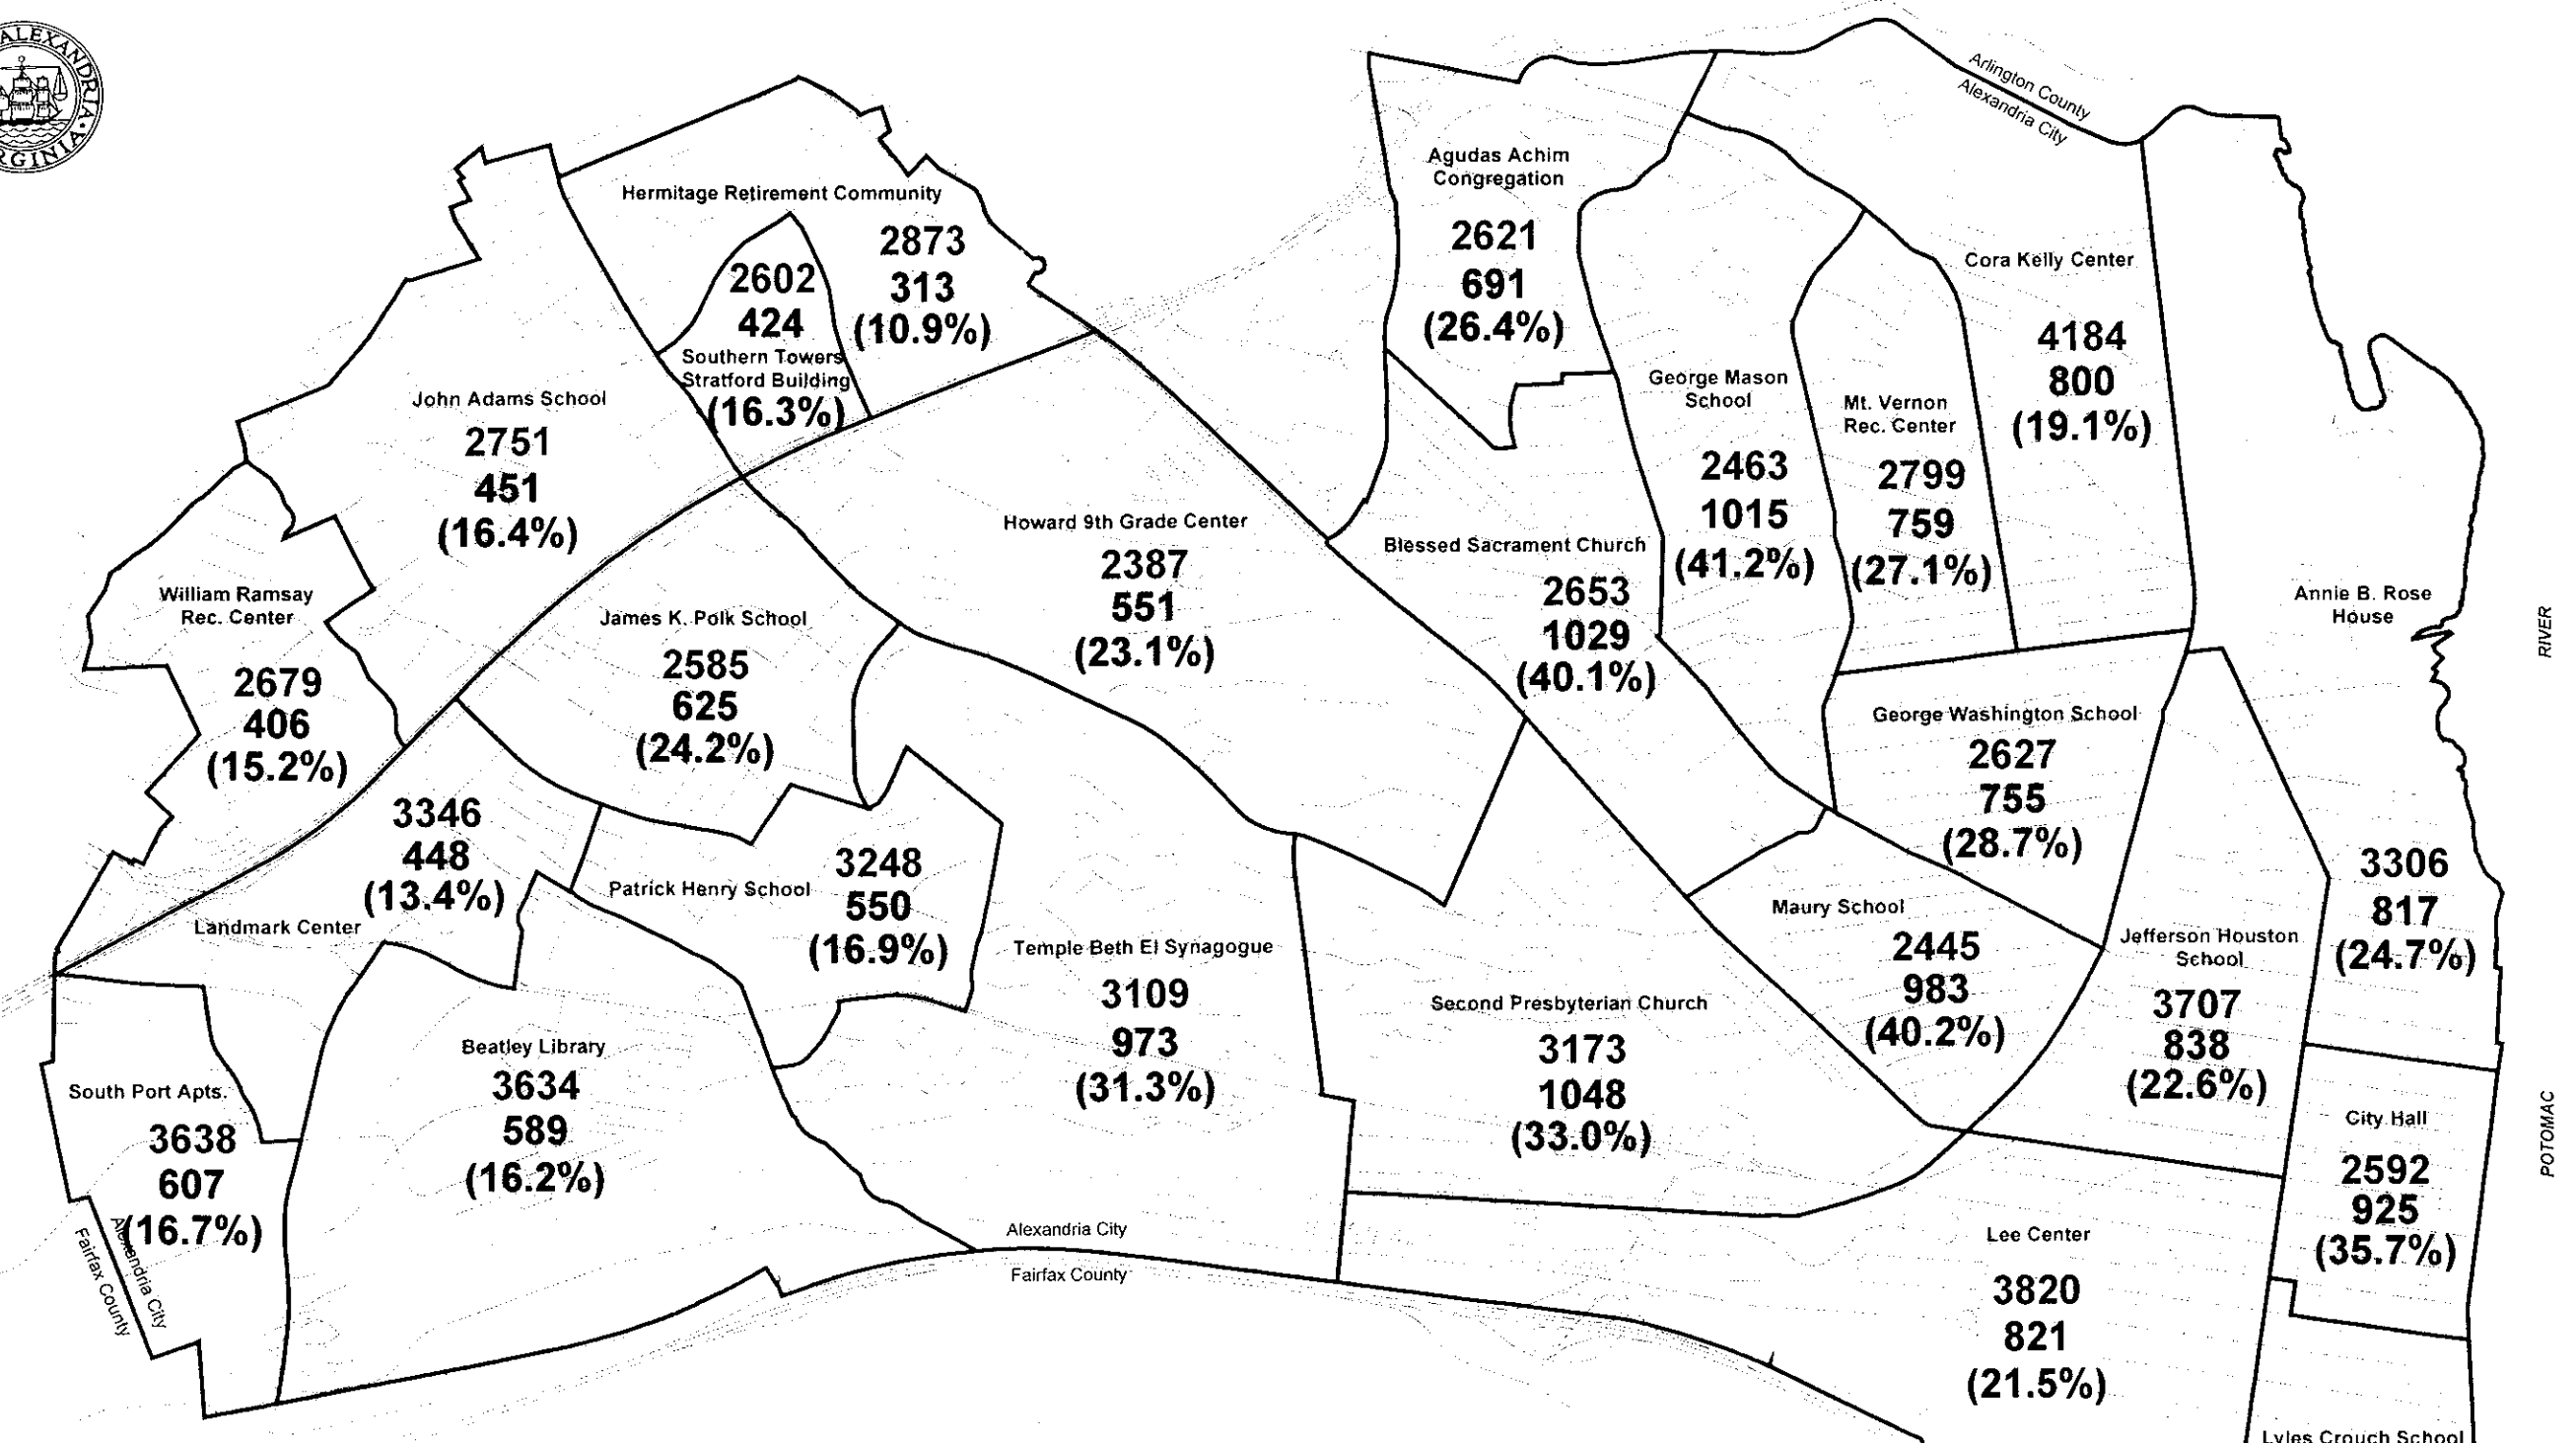 ALEXANDRIA
VIRGINIA
Arlington County
Alexandria City
Agudas Achim
Congregation
2621
691
(26.4%)
Hermitage Retirement Community
2873
313
(10.9%)
2602
424
Southern Towers
Stratford Building
(16.3%)
Cora Kelly Center
4184
800
(19.1%)
George Mason
School
2463
1015
(41.2%)
Mt. Vernon
Rec. Center
2799
759
(27.1%)
John Adams School
2751
451
(16.4%)
Howard 9th Grade Center
2387
551
(23.1%)
Blessed Sacrament Church
2653
1029
(40.1%)
William Ramsay
Rec. Center
2679
406
(15.2%)
James K. Polk School
2585
625
(24.2%)
Annie B. Rose
House
3306
817
(24.7%)
RIVER
George Washington School
2627
755
(28.7%)
3346
448
(13.4%)
Landmark Center
Patrick Henry School
3248
550
(16.9%)
Temple Beth El Synagogue
3109
973
(31.3%)
Maury School
2445
983
(40.2%)
Jefferson Houston
School
3707
838
(22.6%)
Second Presbyterian Church
3173
1048
(33.0%)
Beatley Library
3634
589
(16.2%)
South Port Apts.
3638
607
(16.7%)
Alexandria City
Fairfax County
City Hall
2592
925
(35.7%)
POTOMAC
Alexandria City
Fairfax County
Lee Center
3820
821
(21.5%)
Lyles Crouch School